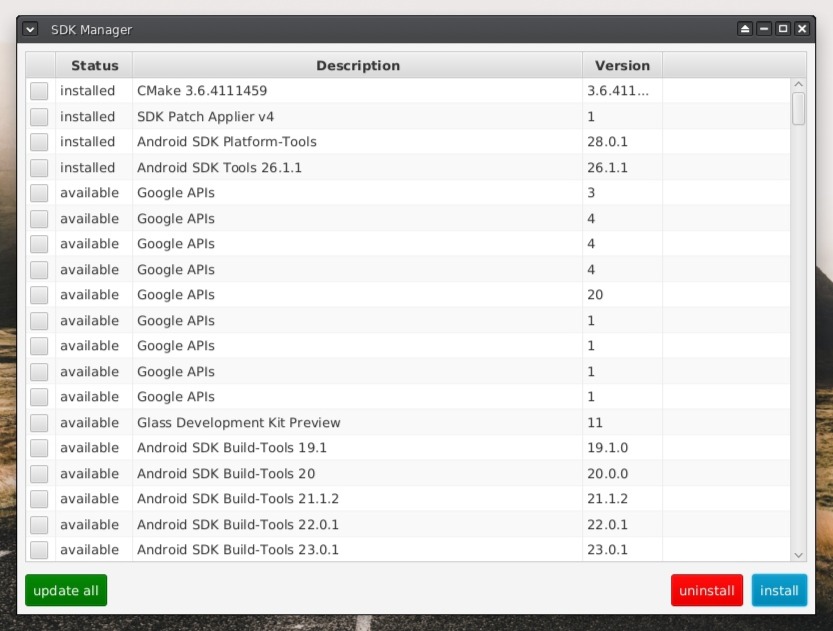 SDK Manager
Status Description Version
installed CMake 3.6.4111459 3.6.411...
installed SDK Patch Applier v4 1
installed Android SDK Platform-Tools 28.0.1
installed Android SDK Tools 26.1.1 26.1.1
available Google APIs 3
available Google APIs 4
available Google APIs 4
available Google APIs 4
available Google APIs 20
available Google APIs 1
available Google APIs 1
available Google APIs 1
available Google APIs 1
available Glass Development Kit Preview 11
available Android SDK Build-Tools 19.1 19.1.0
available Android SDK Build-Tools 20 20.0.0
available Android SDK Build-Tools 21.1.2 21.1.2
available Android SDK Build-Tools 22.0.1 22.0.1
available Android SDK Build-Tools 23.0.1 23.0.1
update all uninstall install